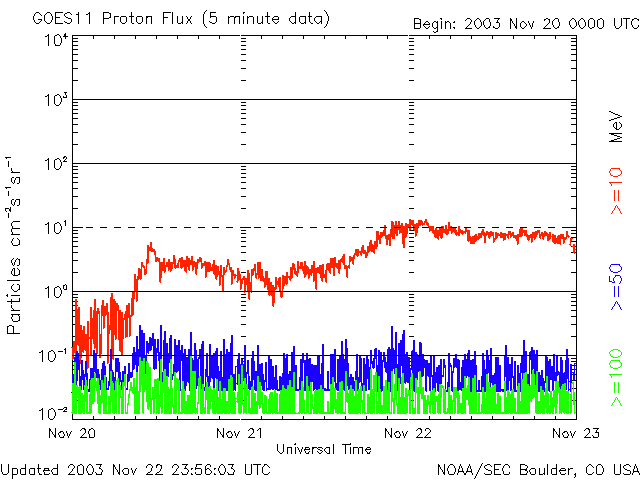 GOES11 Proton Flux (5 minute data)
Begin: 2003 Nov 20 0000 UTC
10⁴
10³
10²
10¹
10⁰
10⁻¹
10⁻²
Particles cm⁻²s⁻¹sr⁻¹
MeV
>=10
>=50
>=100
Nov 20
Nov 21
Nov 22
Nov 23
Universal Time
Updated 2003 Nov 22 23:56:03 UTC
NOAA/SEC Boulder, CO USA